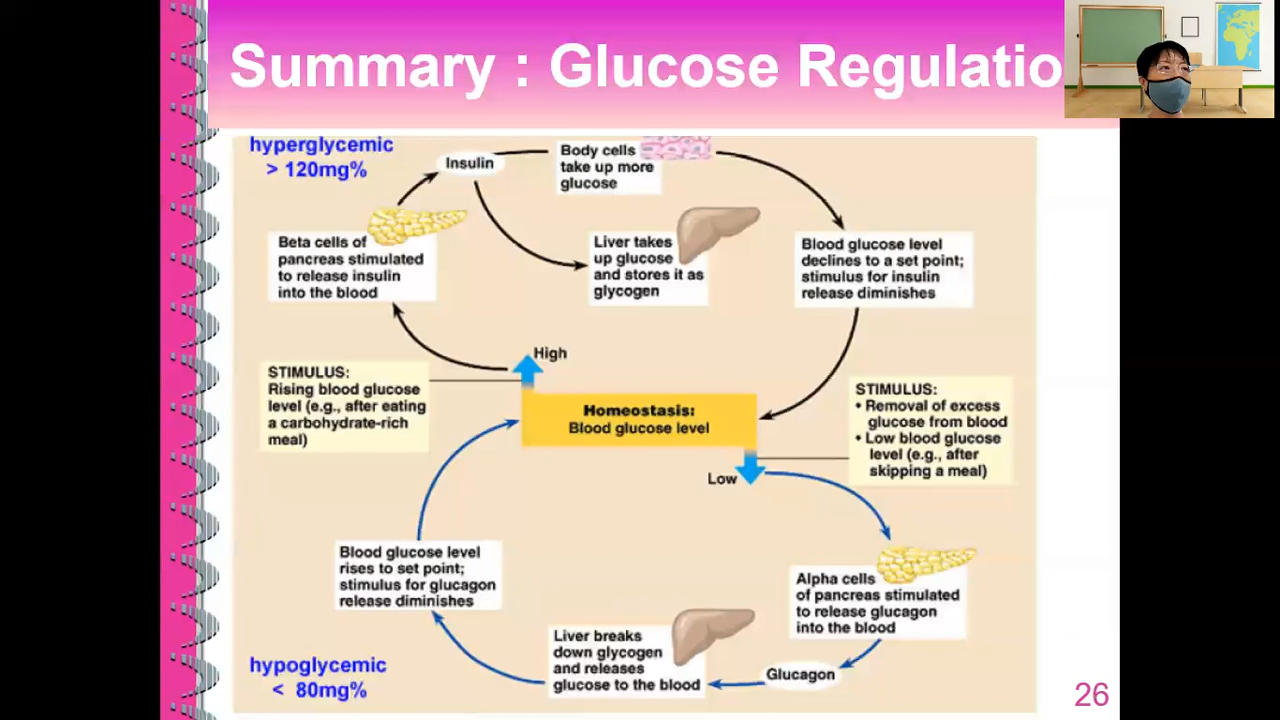 Summary : Glucose Regulatio
hyperglycemic
> 120mg%
Insulin
Body cells
take up more
glucose
Beta cells of
pancreas stimulated
to release insulin
into the blood
Liver takes
up glucose
and stores it as
glycogen
Blood glucose level
declines to a set point;
stimulus for insulin
release diminishes
High
STIMULUS:
Rising blood glucose
level (e.g., after eating
a carbohydrate-rich
meal)
Homeostasis:
Blood glucose level
STIMULUS:
• Removal of excess
glucose from blood
• Low blood glucose
level (e.g., after
skipping a meal)
Low
Blood glucose level
rises to set point;
stimulus for glucagon
release diminishes
Alpha cells
of pancreas stimulated
to release glucagon
into the blood
Liver breaks
down glycogen
and releases
glucose to the blood
Glucagon
hypoglycemic
< 80mg%
26